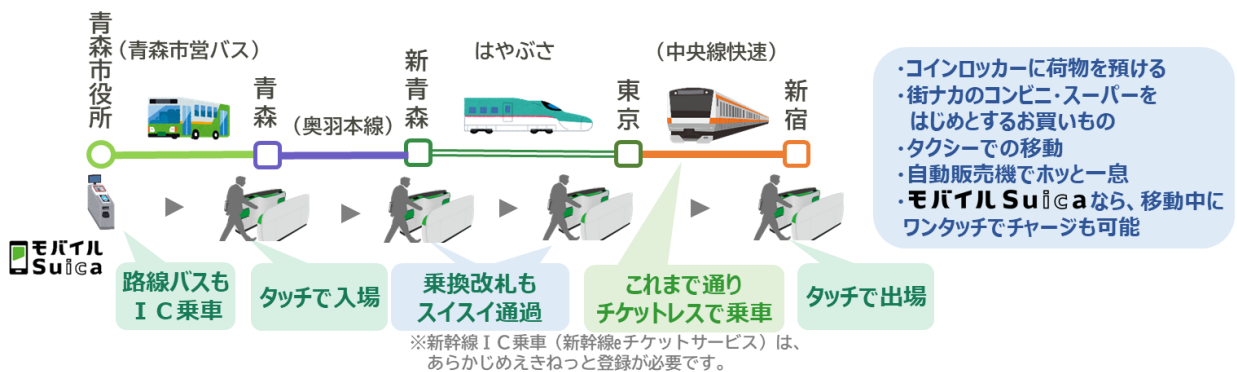 青森市役所
（青森市営バス）
青森
（奥羽本線）
新青森
はやぶさ
東京
（中央線快速）
新宿
モバイル
Suica
路線バスも
ＩＣ乗車
タッチで入場
乗換改札も
スイスイ通過
これまで通り
チケットレスで乗車
タッチで出場
※新幹線ＩＣ乗車（新幹線eチケットサービス）は、
あらかじめえきねっと登録が必要です。
・コインロッカーに荷物を預ける
・街ナカのコンビニ・スーパーを
はじめとするお買いもの
・タクシーでの移動
・自動販売機でホッと一息
・モバイルSuicaなら、移動中に
ワンタッチでチャージも可能